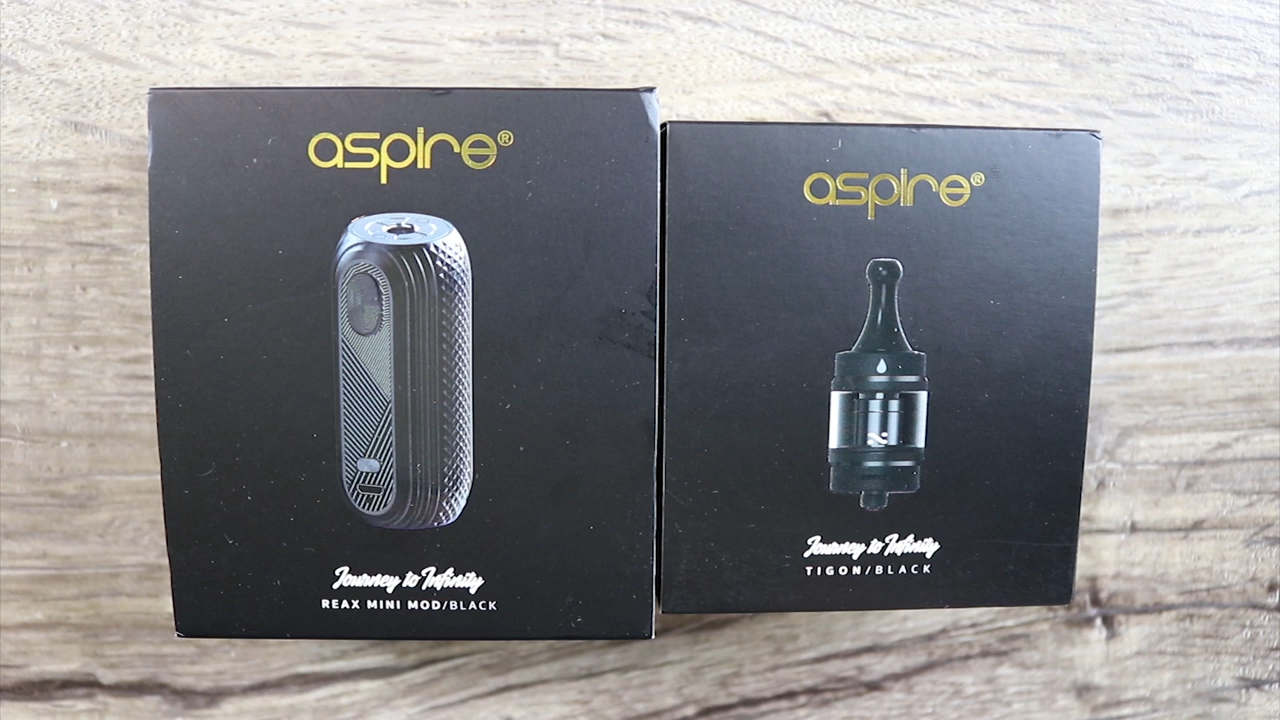 aspire®
Journey to Infinity
REAX MINI MOD/BLACK
aspire®
Journey to Infinity
TIGON/BLACK